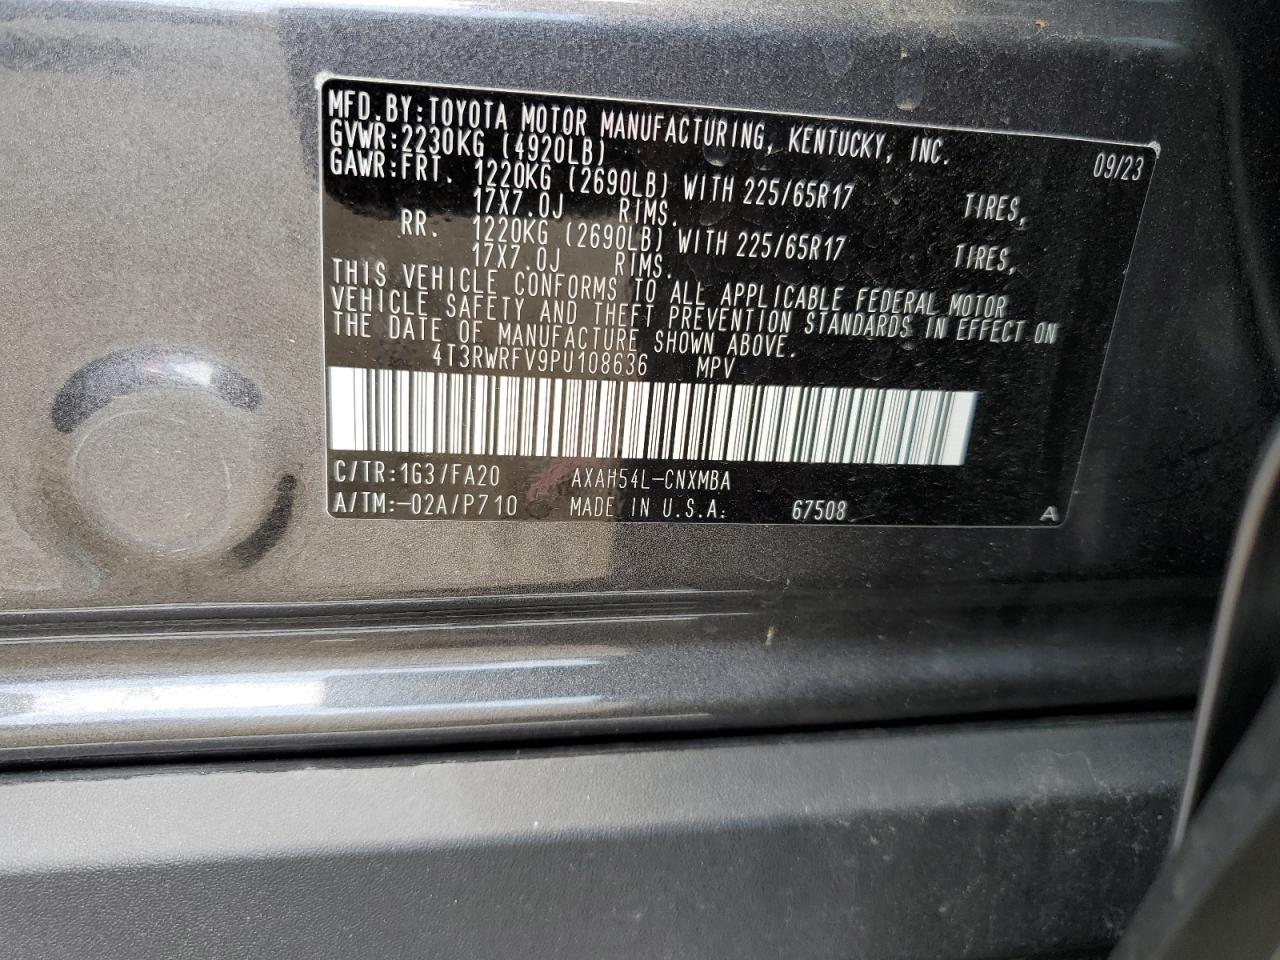 MFD.BY:TOYOTA MOTOR MANUFACTURING, KENTUCKY, INC. 09/23
GVWR:2230KG (4920LB)
GAWR:FRT. 1220KG (2690LB) WITH 225/65R17 TIRES,
17X7.0J RIMS.
RR. 1220KG (2690LB) WITH 225/65R17 TIRES,
17X7.0J RIMS.
THIS VEHICLE CONFORMS TO ALL APPLICABLE FEDERAL MOTOR
VEHICLE SAFETY AND THEFT PREVENTION STANDARDS IN EFFECT ON
THE DATE OF MANUFACTURE SHOWN ABOVE.
4T3RWRFV9PU108636 MPV
C/TR:1G3/FA20 AXAH54L-CNXMBA
A/TM:-02A/P710 MADE IN U.S.A: 67508 A